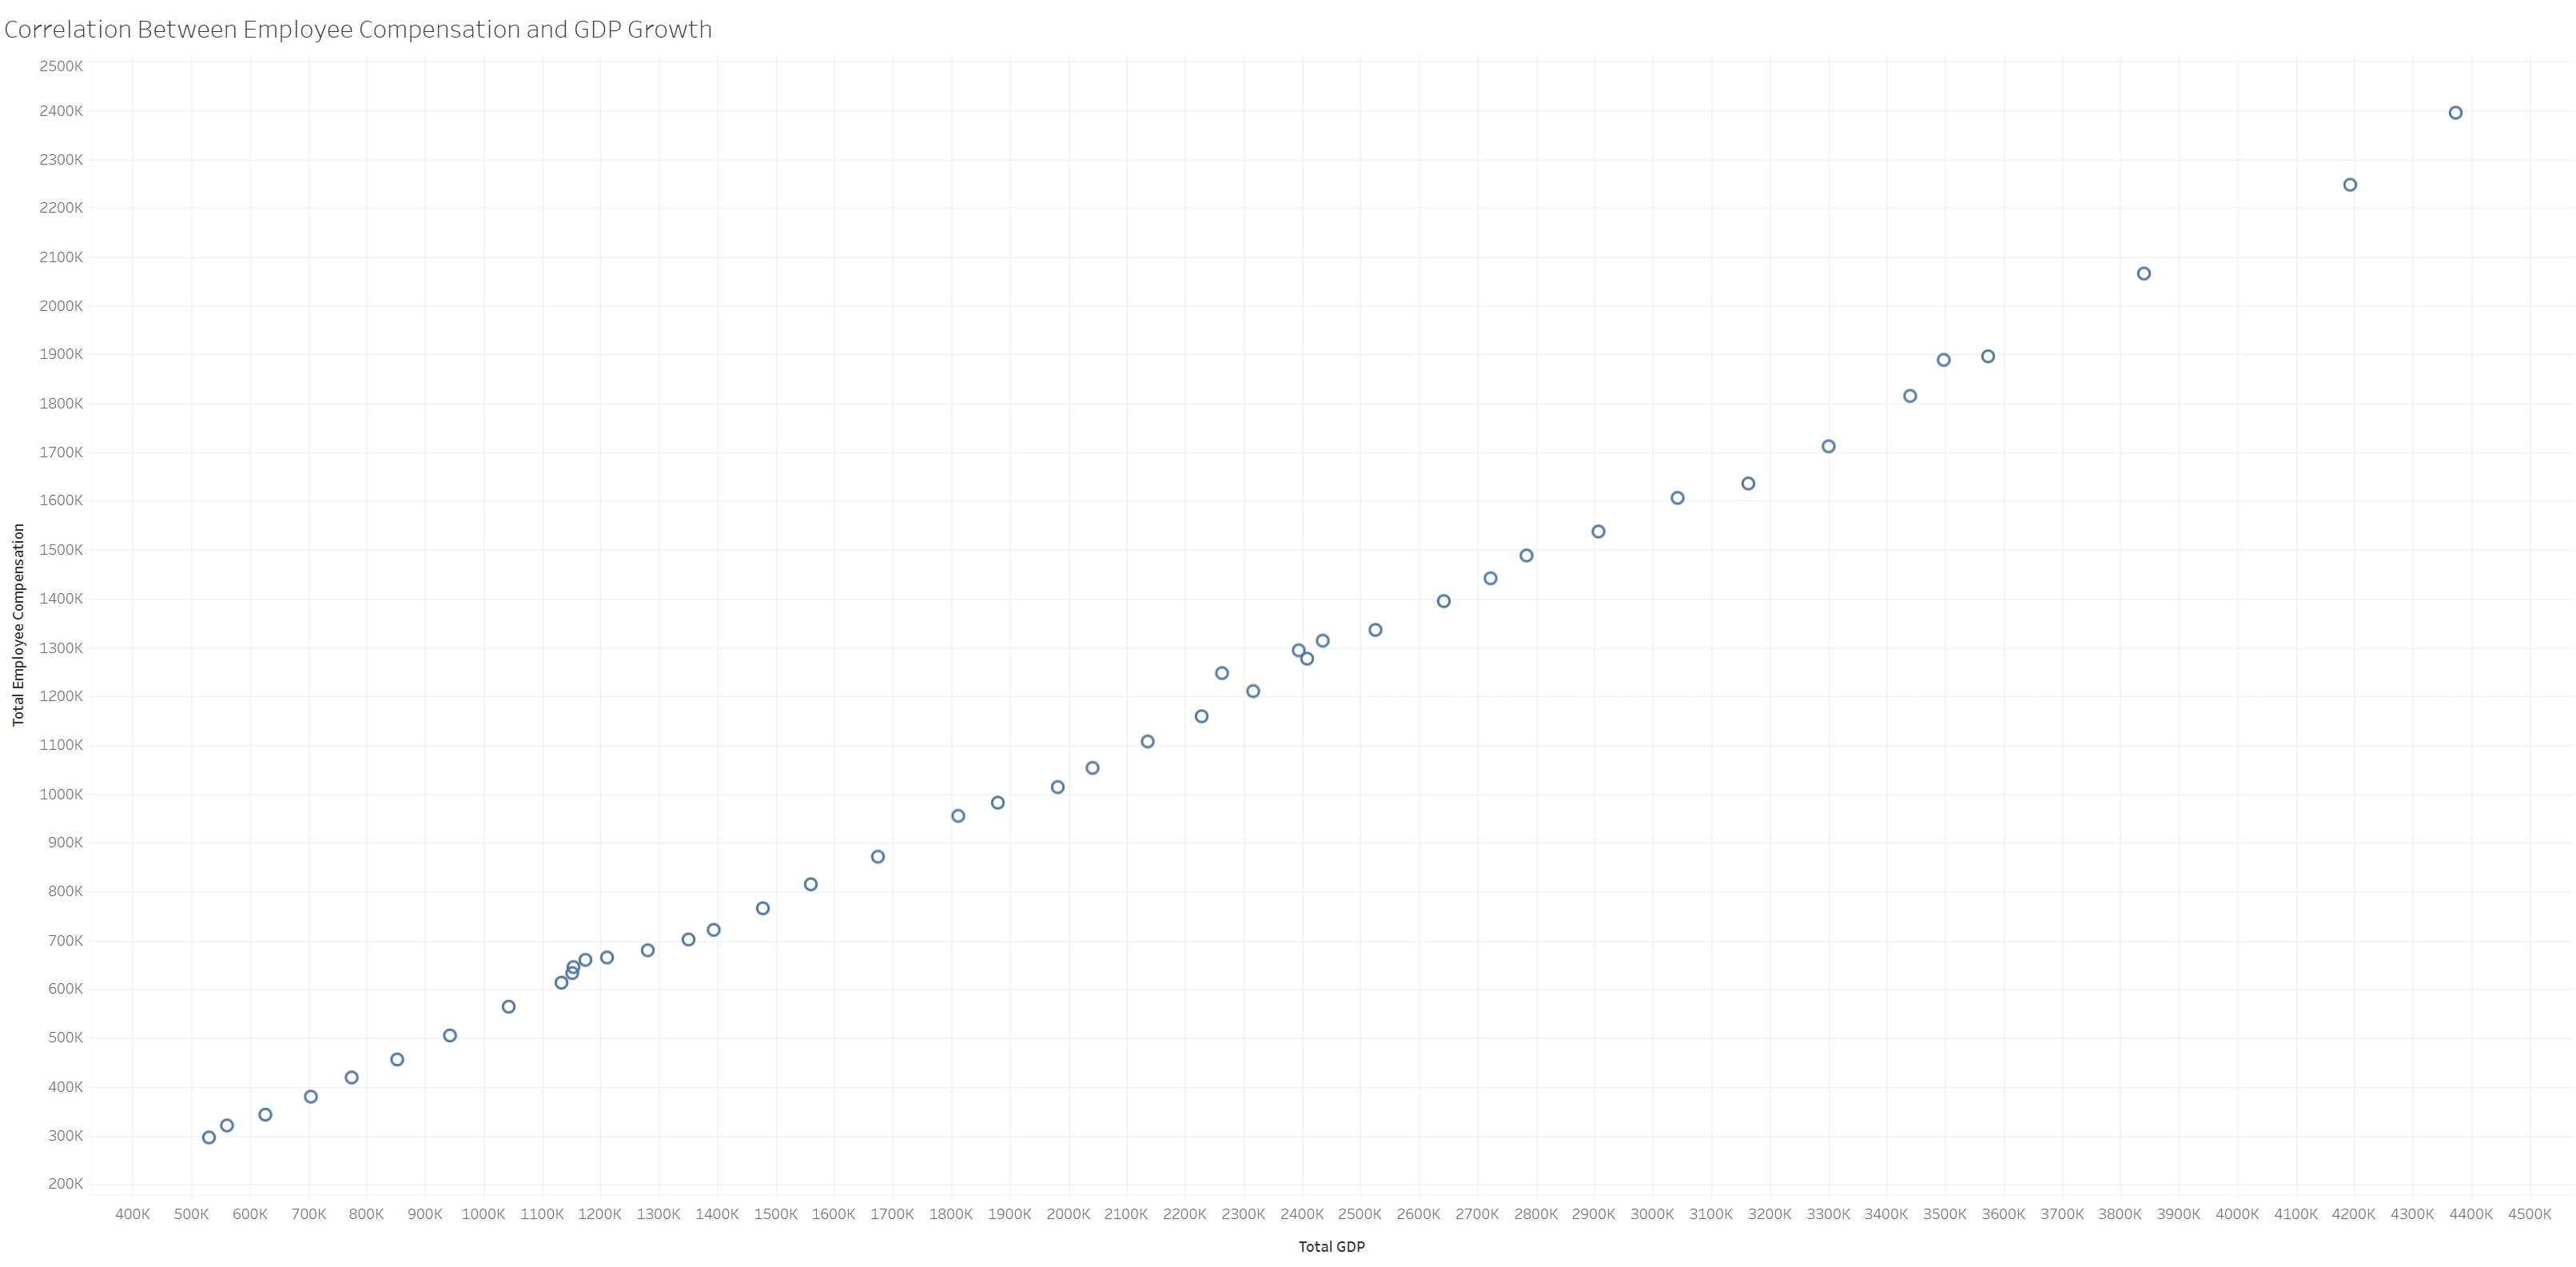 Correlation Between Employee Compensation and GDP Growth
2500K
2400K
2300K
2200K
2100K
2000K
1900K
1800K
1700K
1600K
1500K
1400K
1300K
1200K
1100K
1000K
900K
800K
700K
600K
500K
400K
300K
200K
Total Employee Compensation
400K 500K 600K 700K 800K 900K 1000K 1100K 1200K 1300K 1400K 1500K 1600K 1700K 1800K 1900K 2000K 2100K 2200K 2300K 2400K 2500K 2600K 2700K 2800K 2900K 3000K 3100K 3200K 3300K 3400K 3500K 3600K 3700K 3800K 3900K 4000K 4100K 4200K 4300K 4400K 4500K
Total GDP